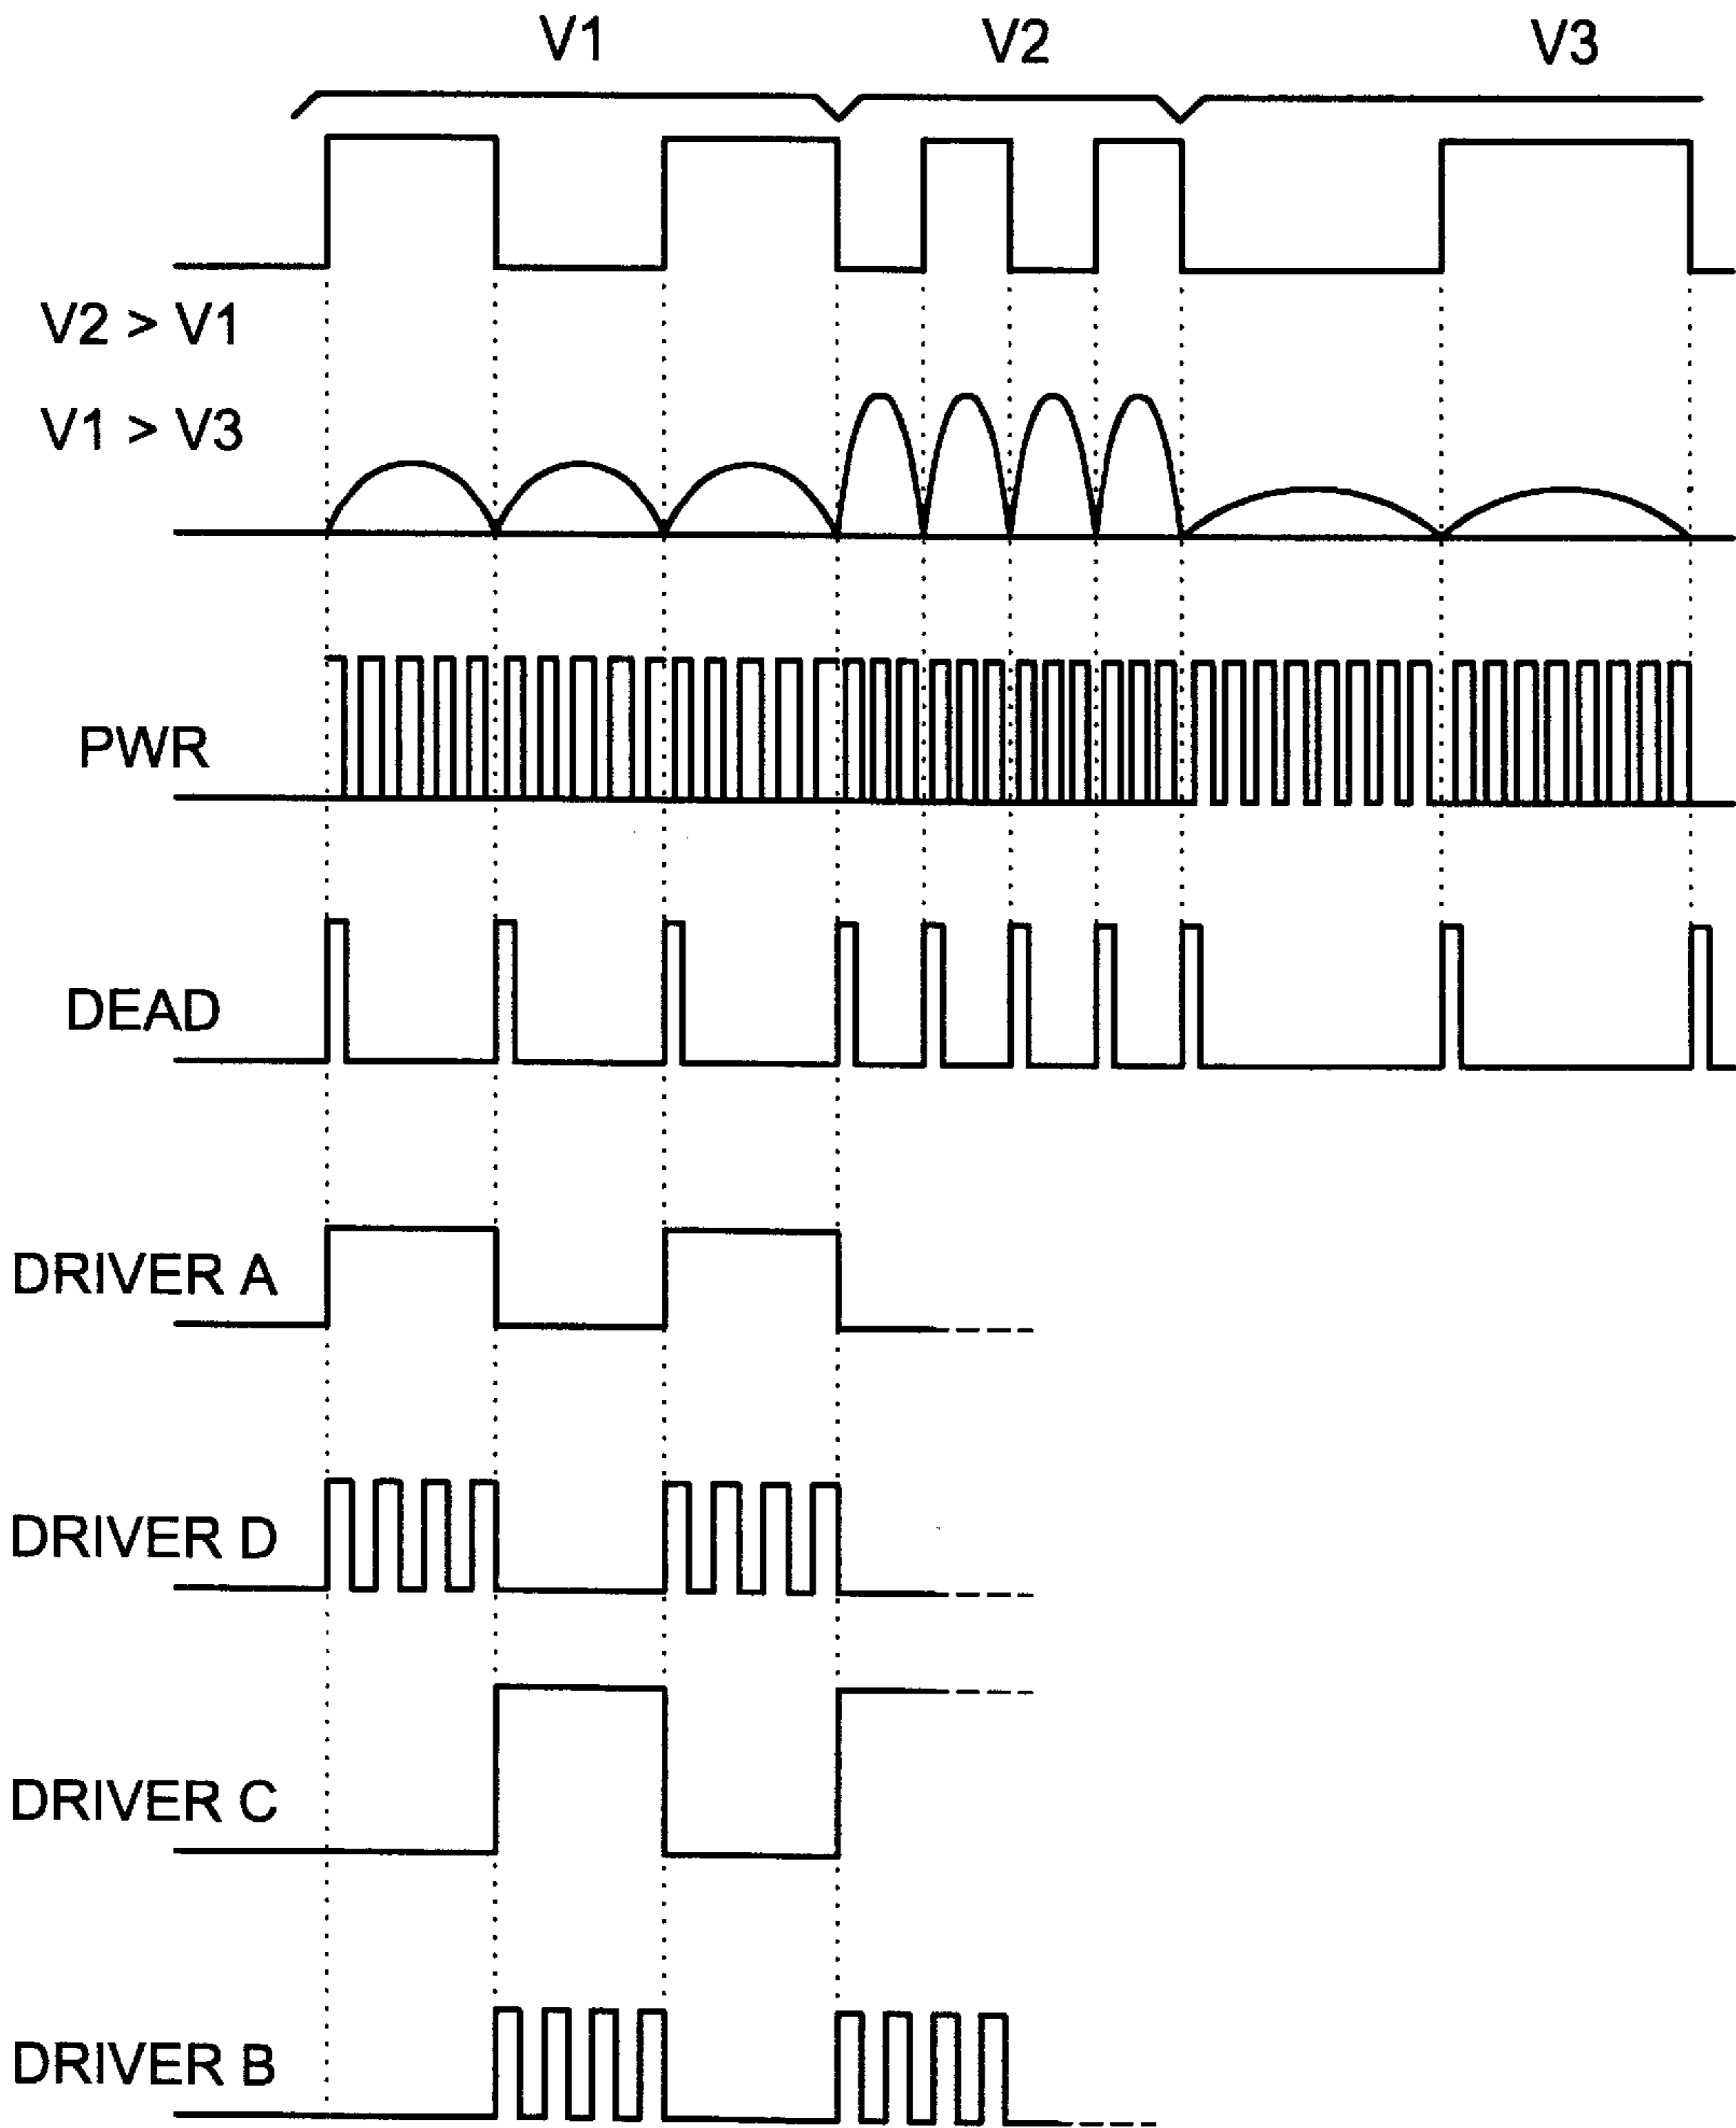 V1 V2 V3
V2 > V1
V1 > V3
PWR
DEAD
DRIVER A
DRIVER D
DRIVER C
DRIVER B